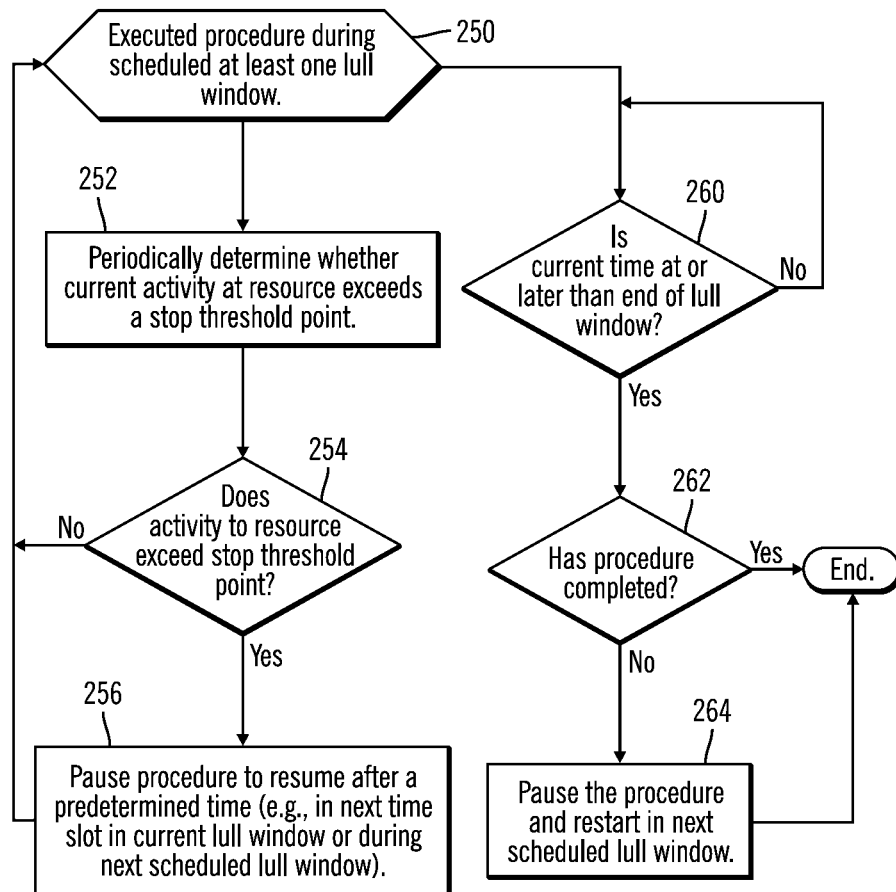 Executed procedure during
scheduled at least one lull
window.
250
252
Periodically determine whether
current activity at resource exceeds
a stop threshold point.
254
Does
activity to resource
exceed stop threshold
point?
No
Yes
256
Pause procedure to resume after a
predetermined time (e.g., in next time
slot in current lull window or during
next scheduled lull window).
260
Is
current time at or
later than end of lull
window?
No
Yes
262
Has procedure
completed?
Yes
End.
No
264
Pause the procedure
and restart in next
scheduled lull window.